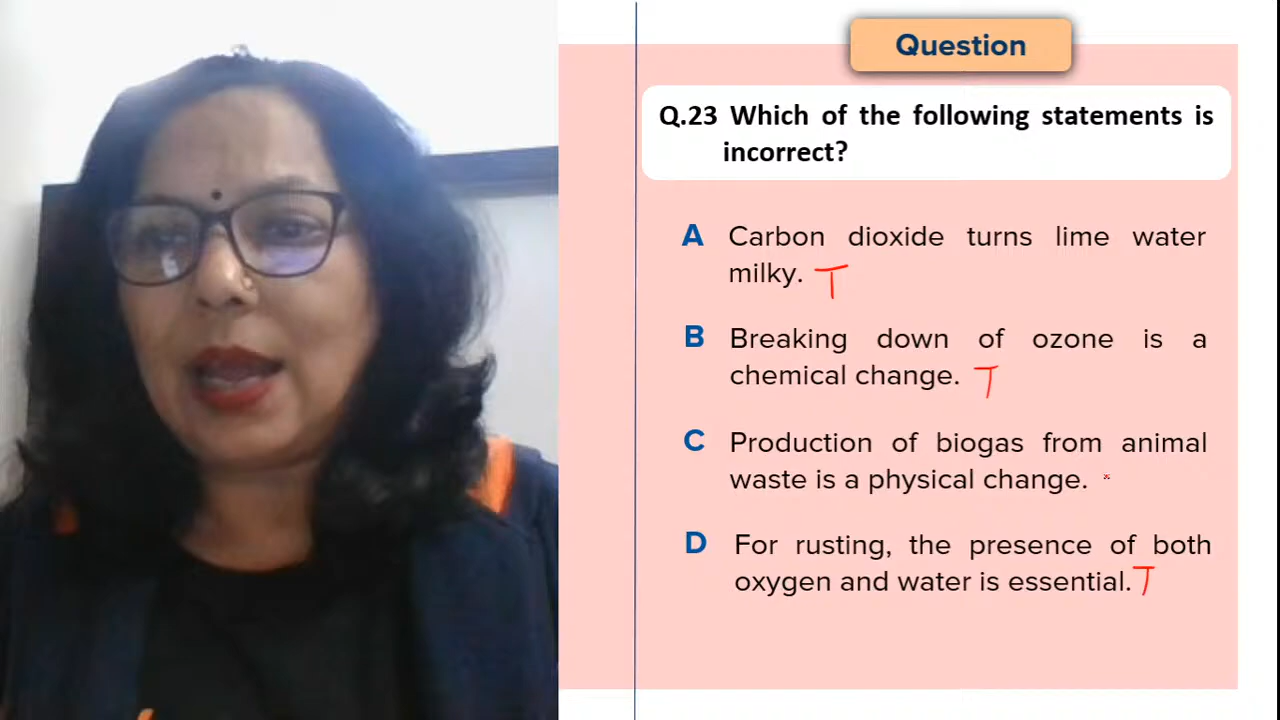 Question
Q.23 Which of the following statements is
incorrect?
A Carbon dioxide turns lime water
milky. T
B Breaking down of ozone is a
chemical change. T
C Production of biogas from animal
waste is a physical change.
D For rusting, the presence of both
oxygen and water is essential. T